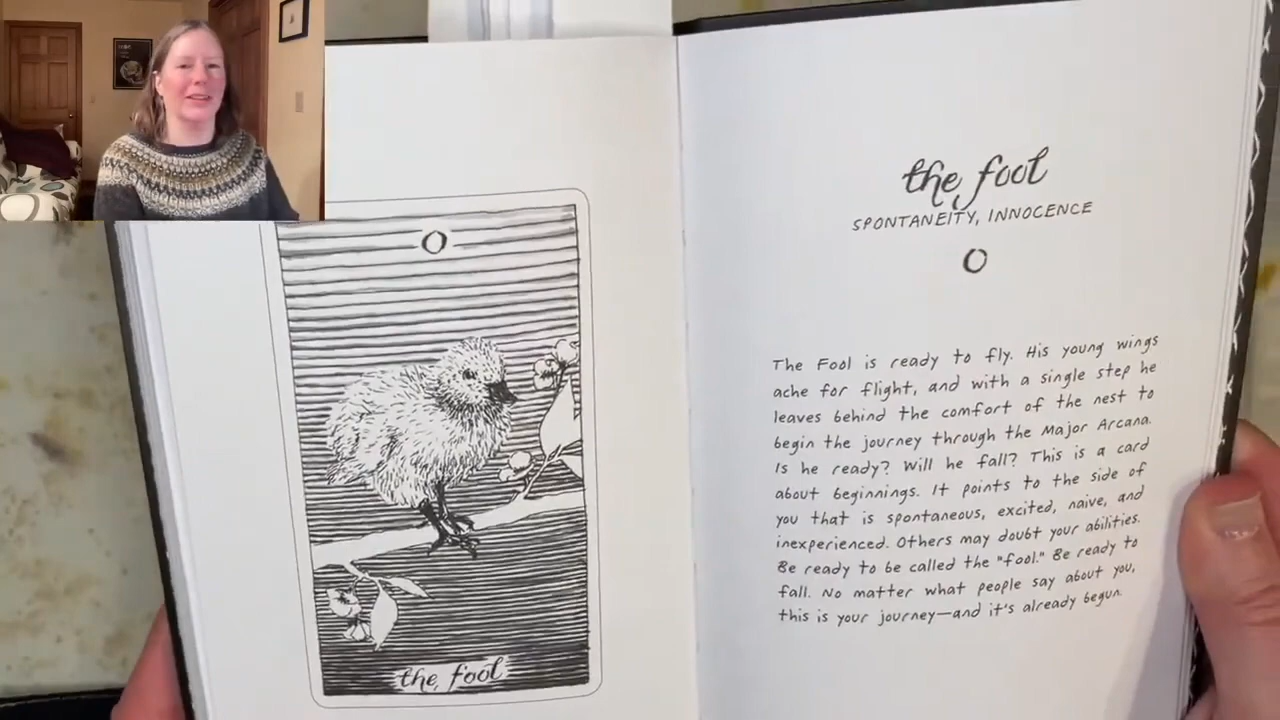 O
the fool
the fool
SPONTANEITY, INNOCENCE
O
The Fool is ready to fly. His young wings
ache for flight, and with a single step he
leaves behind the comfort of the nest to
begin the journey through the Major Arcana.
Is he ready? Will he fall? This is a card
about beginnings. It points to the side of
you that is spontaneous, excited, naive, and
inexperienced. Others may doubt your abilities.
Be ready to be called the "fool." Be ready to
fall. No matter what people say about you,
this is your journey—and it's already begun.